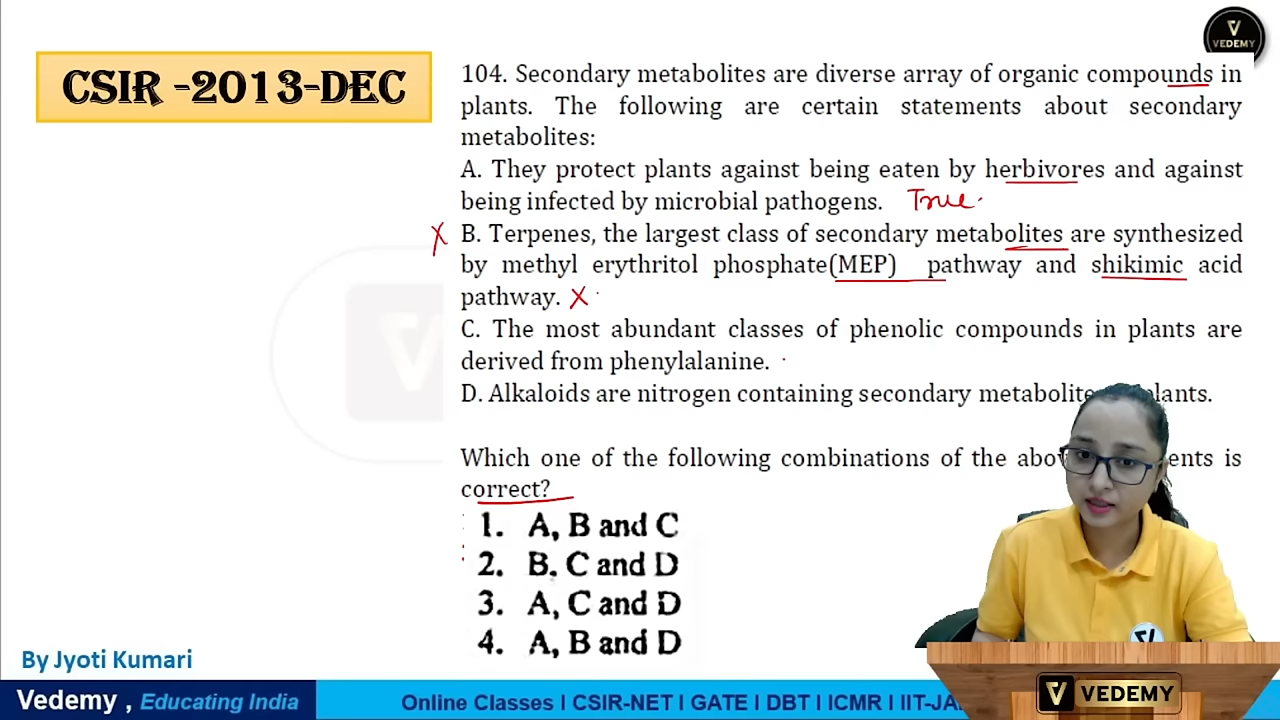 VEDEMY
CSIR -2013-DEC
104. Secondary metabolites are diverse array of organic compounds in
plants. The following are certain statements about secondary
metabolites:
A. They protect plants against being eaten by herbivores and against
being infected by microbial pathogens. True.
X B. Terpenes, the largest class of secondary metabolites are synthesized
by methyl erythritol phosphate(MEP) pathway and shikimic acid
pathway. X
C. The most abundant classes of phenolic compounds in plants are
derived from phenylalanine.
D. Alkaloids are nitrogen containing secondary metabolite plants.
Which one of the following combinations of the abov ents is
correct?
1. A, B and C
2. B. C and D
3. A, C and D
4. A, B and D
By Jyoti Kumari
VEDEMY
Vedemy , Educating India
Online Classes I CSIR-NET I GATE I DBT I ICMR I IIT-JA